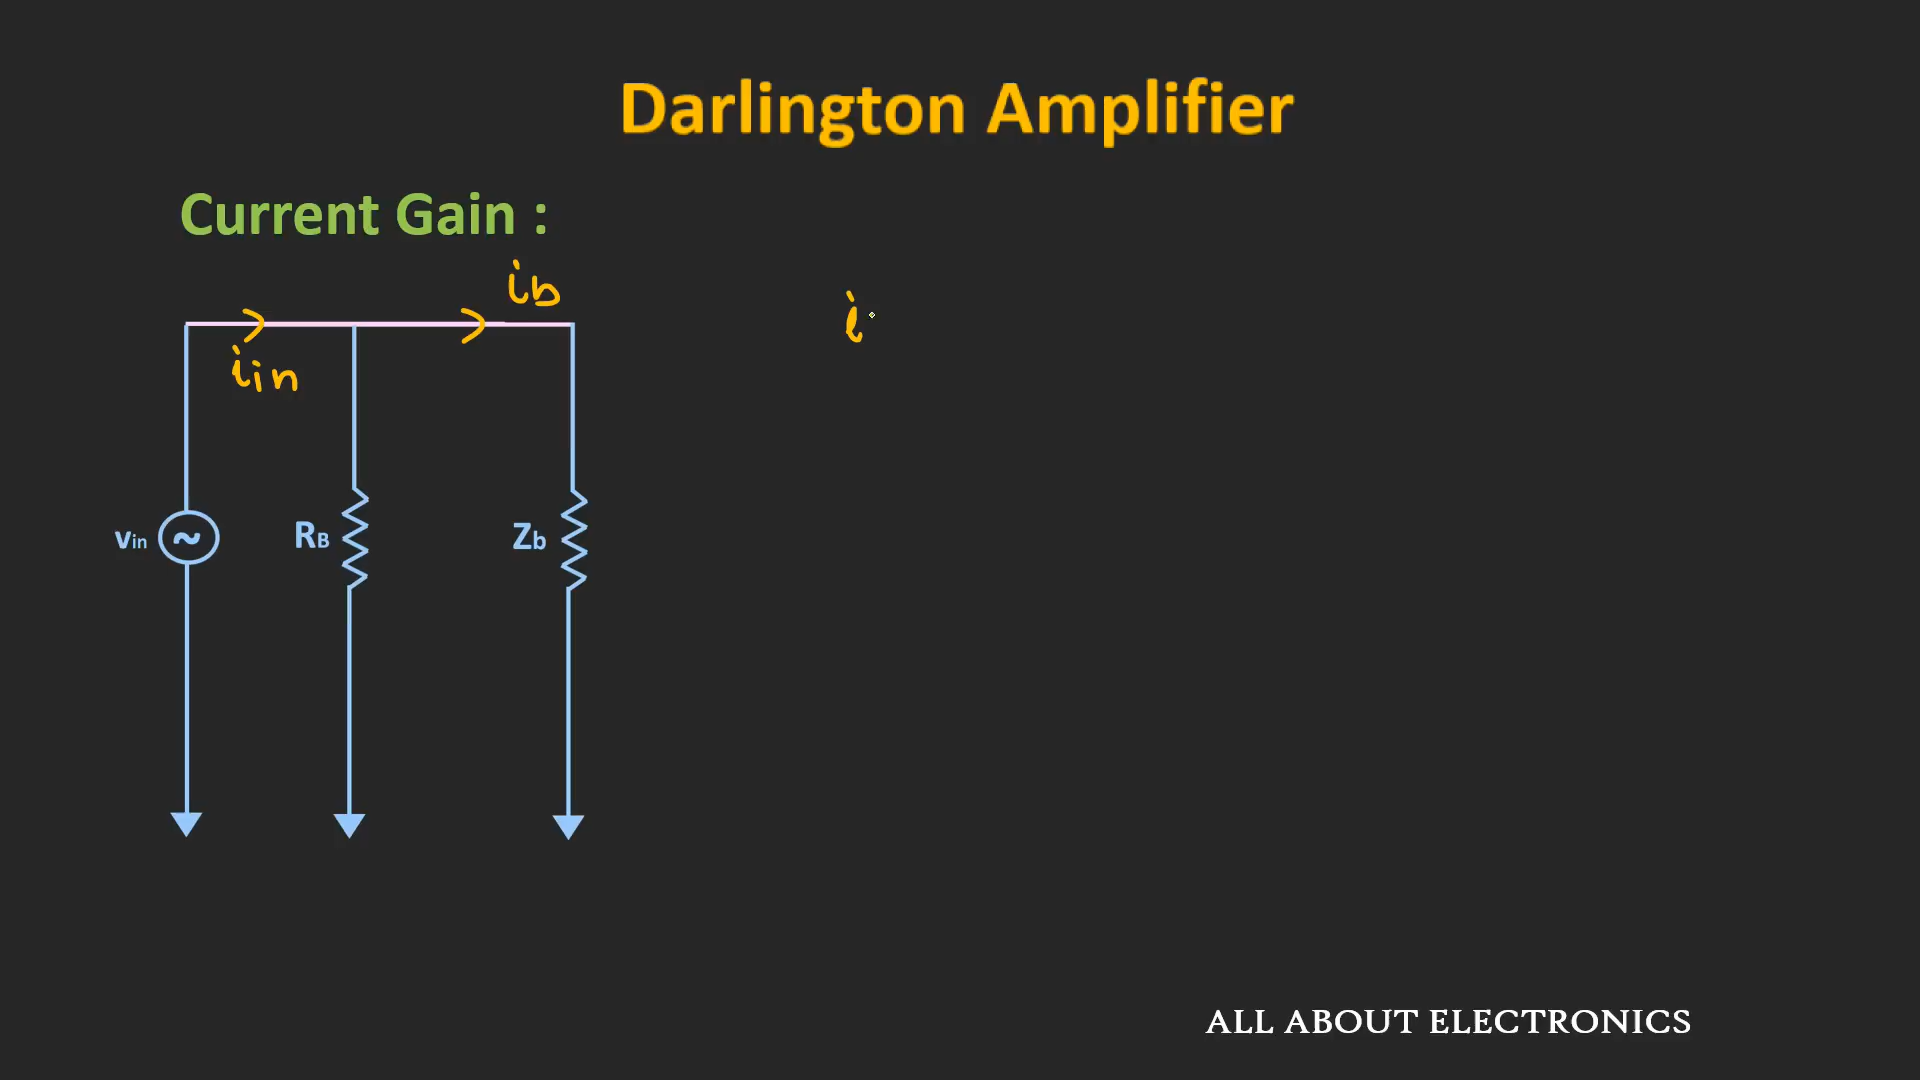 Darlington Amplifier
Current Gain :
ib
i
iin
vin
~
RB
Zb
ALL ABOUT ELECTRONICS